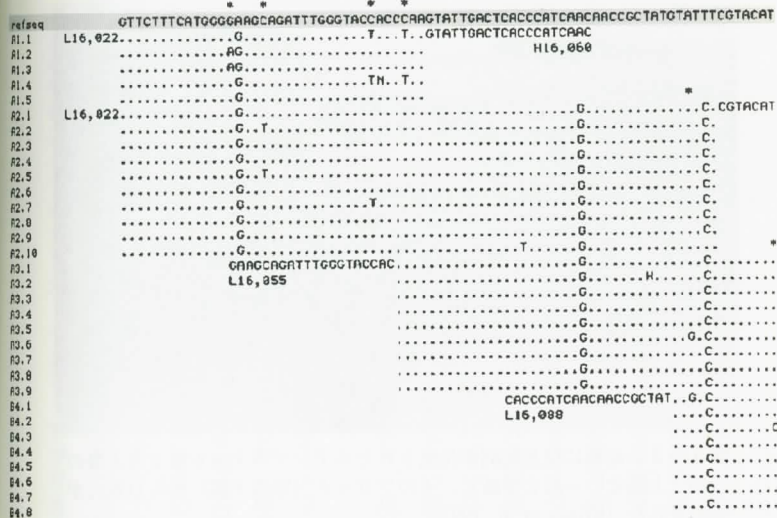 * * * *
refseq GTTCTTTCATGGGGAAGCAGATTTGGGTACCACCCAAGTATTGACTCACCCATCAACAACCGCTATGTATTTCGTACAT
A1.1 L16,022....................G......................T...T..GTATTGACTCACCCATCAAC
A1.2 AG H16,060
A1.3 AG
A1.4 G TN..T..
A1.5 G
*
A2.1 L16,022 G G C.CGTACAT
A2.2 G..T G C.
A2.3 G G C.
A2.4 G G C.
A2.5 G..T G C.
A2.6 G G C.
A2.7 G T G C.
A2.8 G G C.
A2.9 G G C.
A2.10 G T G
*
A3.1 GAAGCAGATTTGGGTACCAC G C
A3.2 L16,055 G C
A3.3 G C
A3.4 G C
A3.5 G C
A3.6 G G.C
A3.7 G C
A3.8 G C
A3.9 G C
B4.1 CACCCATCAACAACCGCTAT..G.C
B4.2 L16,088 C
B4.3 C
B4.4 C
B4.5 C
B4.6 C
B4.7 C
B4.8